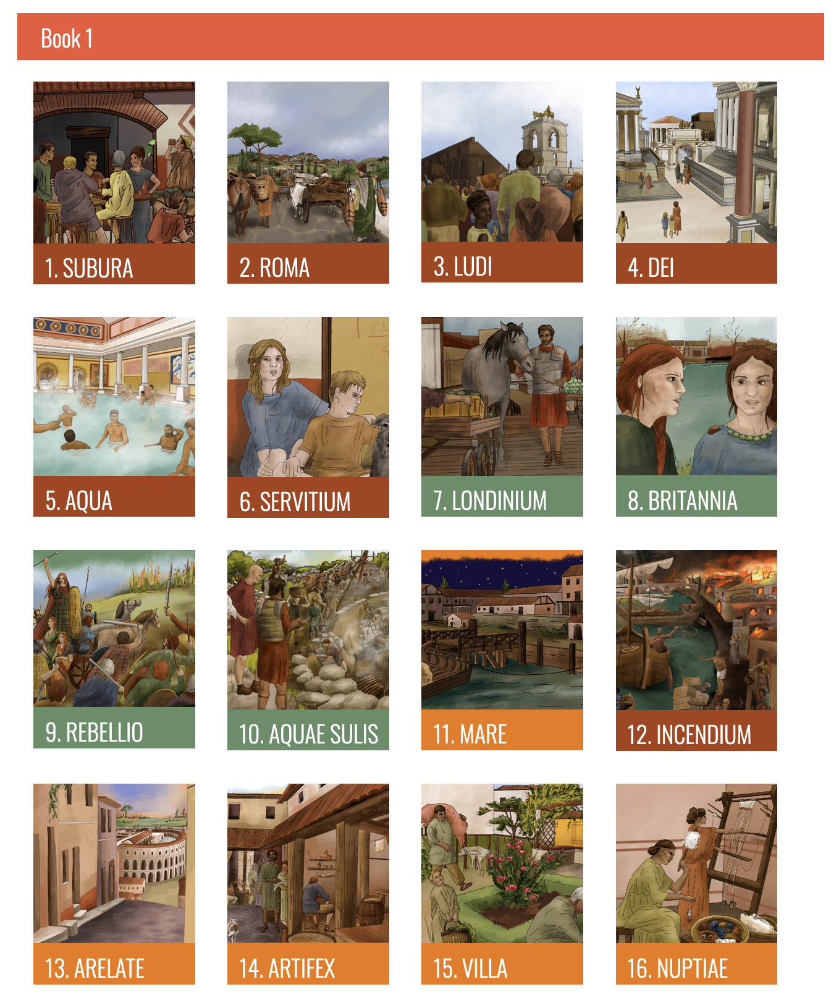 Book 1
1. SUBURA
2. ROMA
3. LUDI
4. DEI
5. AQUA
6. SERVITIUM
7. LONDINIUM
8. BRITANNIA
9. REBELLIO
10. AQUAE SULIS
11. MARE
12. INCENDIUM
13. ARELATE
14. ARTIFEX
15. VILLA
16. NUPTIAE